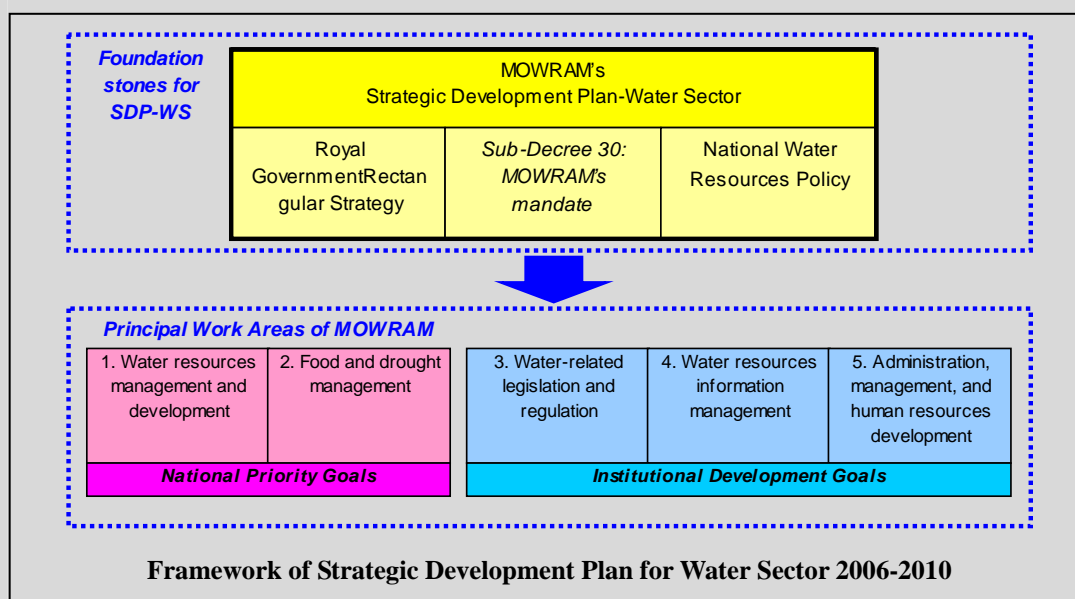 Foundation
stones for
SDP-WS
MOWRAM's
Strategic Development Plan-Water Sector
Royal
GovernmentRectan
gular Strategy
Sub-Decree 30:
MOWRAM's
mandate
National Water
Resources Policy
Principal Work Areas of MOWRAM
1. Water resources
management and
development
2. Food and drought
management
3. Water-related
legislation and
regulation
4. Water resources
information
management
5. Administration,
management, and
human resources
development
National Priority Goals
Institutional Development Goals
Framework of Strategic Development Plan for Water Sector 2006-2010